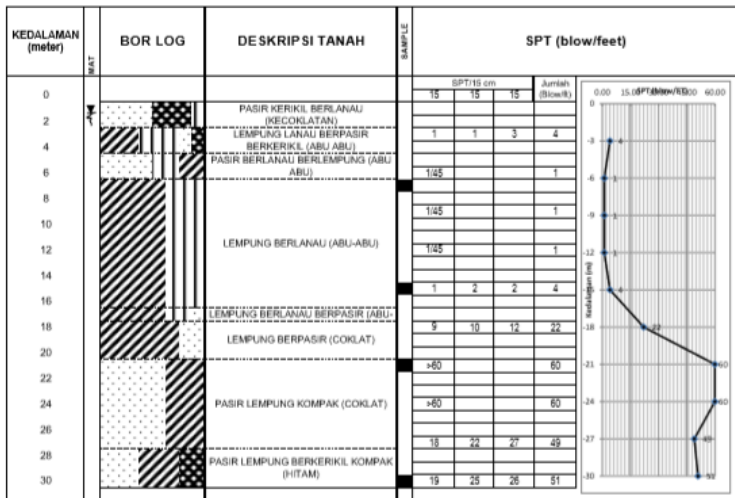 KEDALAMAN (meter) MAT BOR LOG DESKRIPSI TANAH SAMPLE SPT (blow/feet)
SPT/15 cm Jumlah (Blow/ft)
15 15 15
0
PASIR KERIKIL BERLANAU
2
(KECOKLATAN)
LEMPUNG LANAU BERPASIR 1 1 3 4
4
BERKERIKIL (ABU ABU)
PASIR BERLANAU BERLEMPUNG (ABU
6
ABU) 1/45 1
8
1/45 1
10
LEMPUNG BERLANAU (ABU-ABU)
12
1/45 1
14
1 2 2 4
16
LEMPUNG BERLANAU BERPASIR (ABU-
18
9 10 12 22
LEMPUNG BERPASIR (COKLAT)
20
>60 60
22
24
PASIR LEMPUNG KOMPAK (COKLAT) >60 60
26
18 22 27 49
28
PASIR LEMPUNG BERKERIKIL KOMPAK
(HITAM)
30
19 25 26 51
SPT (Blow/FT)
0.00 15.00 60.00
Kedalaman (m)
0
-3 4
-6 1
-9 1
-12 1
-15 4
-18 22
-21 60
-24 60
-27 49
-30 51